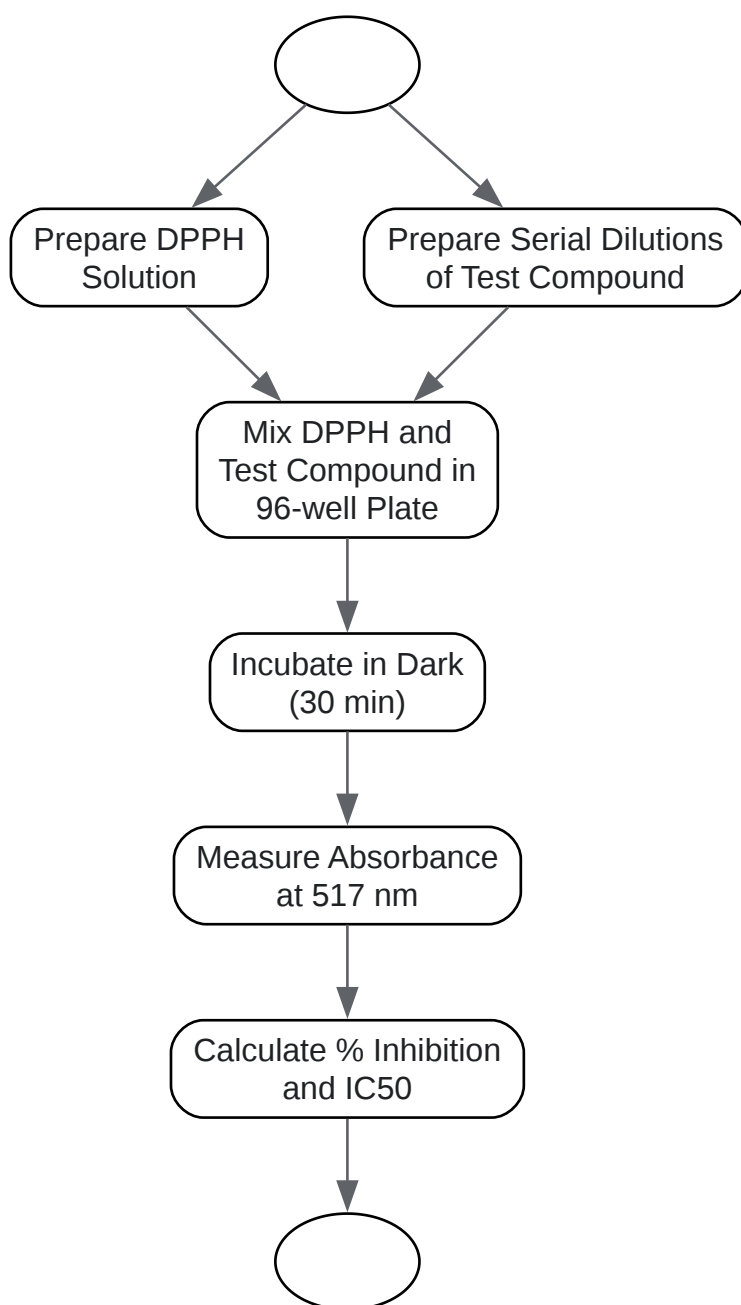 Prepare DPPH
Solution
Prepare Serial Dilutions
of Test Compound
Mix DPPH and
Test Compound in
96-well Plate
Incubate in Dark
(30 min)
Measure Absorbance
at 517 nm
Calculate % Inhibition
and IC50